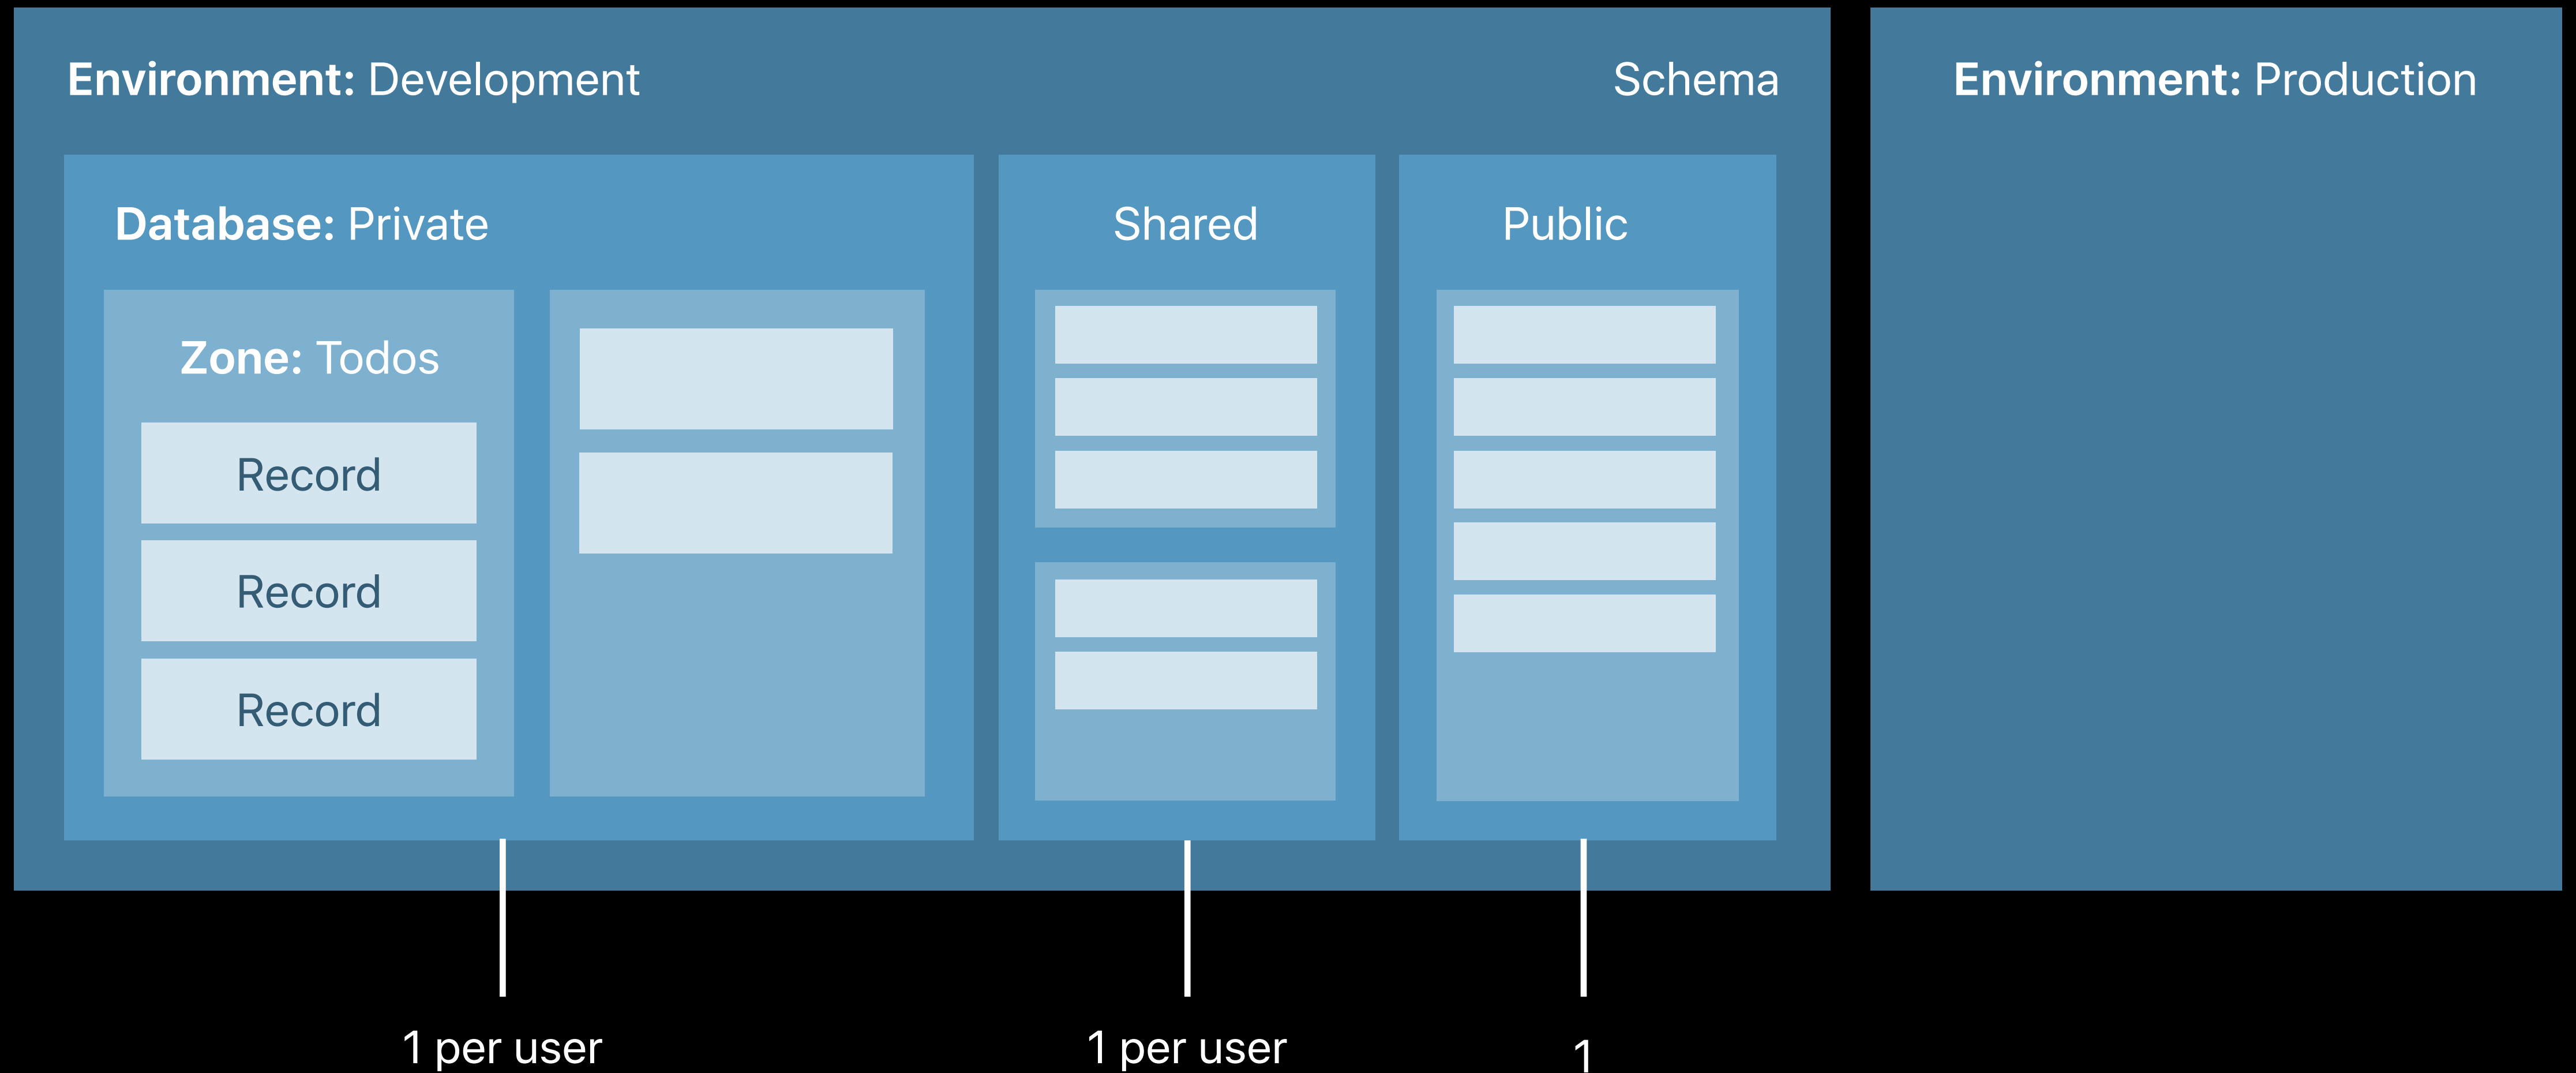 Environment: Development
Schema
Environment: Production
Database: Private
Shared
Public
Zone: Todos
Record
Record
Record
1 per user
1 per user
1